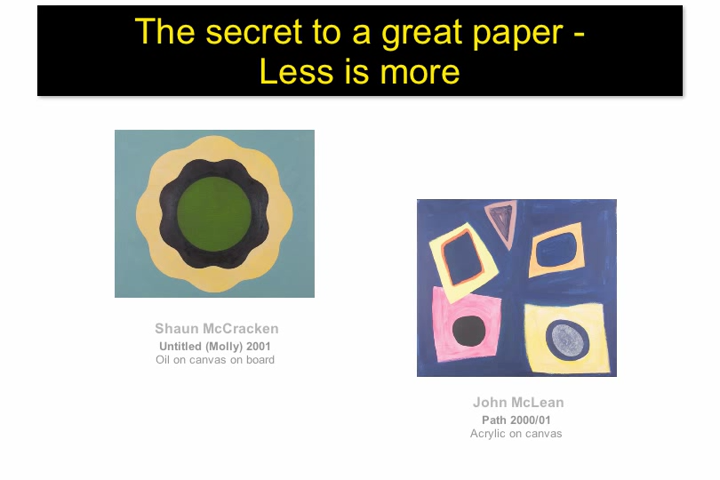 The secret to a great paper -
Less is more
Shaun McCracken
Untitled (Molly) 2001
Oil on canvas on board
John McLean
Path 2000/01
Acrylic on canvas